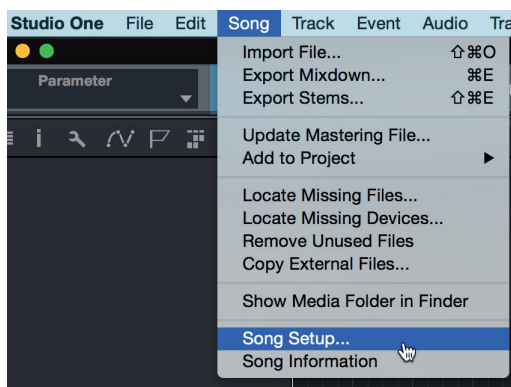 Studio One File Edit Song Track Event Audio Tra
Parameter
Import File... ⇧⌘O
Export Mixdown... ⌘E
Export Stems... ⇧⌘E
Update Mastering File...
Add to Project
Locate Missing Files...
Locate Missing Devices...
Remove Unused Files
Copy External Files...
Show Media Folder in Finder
Song Setup...
Song Information